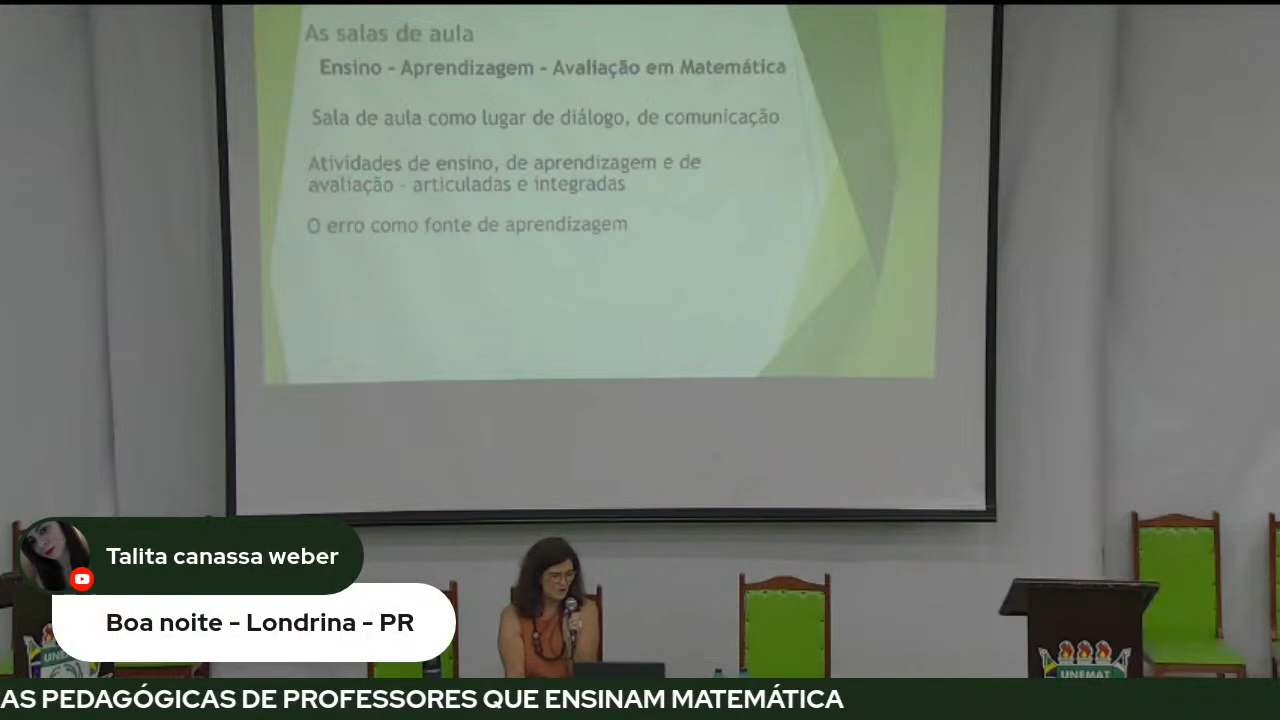 As salas de aula
Ensino - Aprendizagem - Avaliação em Matemática
Sala de aula como lugar de diálogo, de comunicação
Atividades de ensino, de aprendizagem e de
avaliação - articuladas e integradas
O erro como fonte de aprendizagem
Talita canassa weber
Boa noite - Londrina - PR
UNEMAT
AS PEDAGÓGICAS DE PROFESSORES QUE ENSINAM MATEMÁTICA